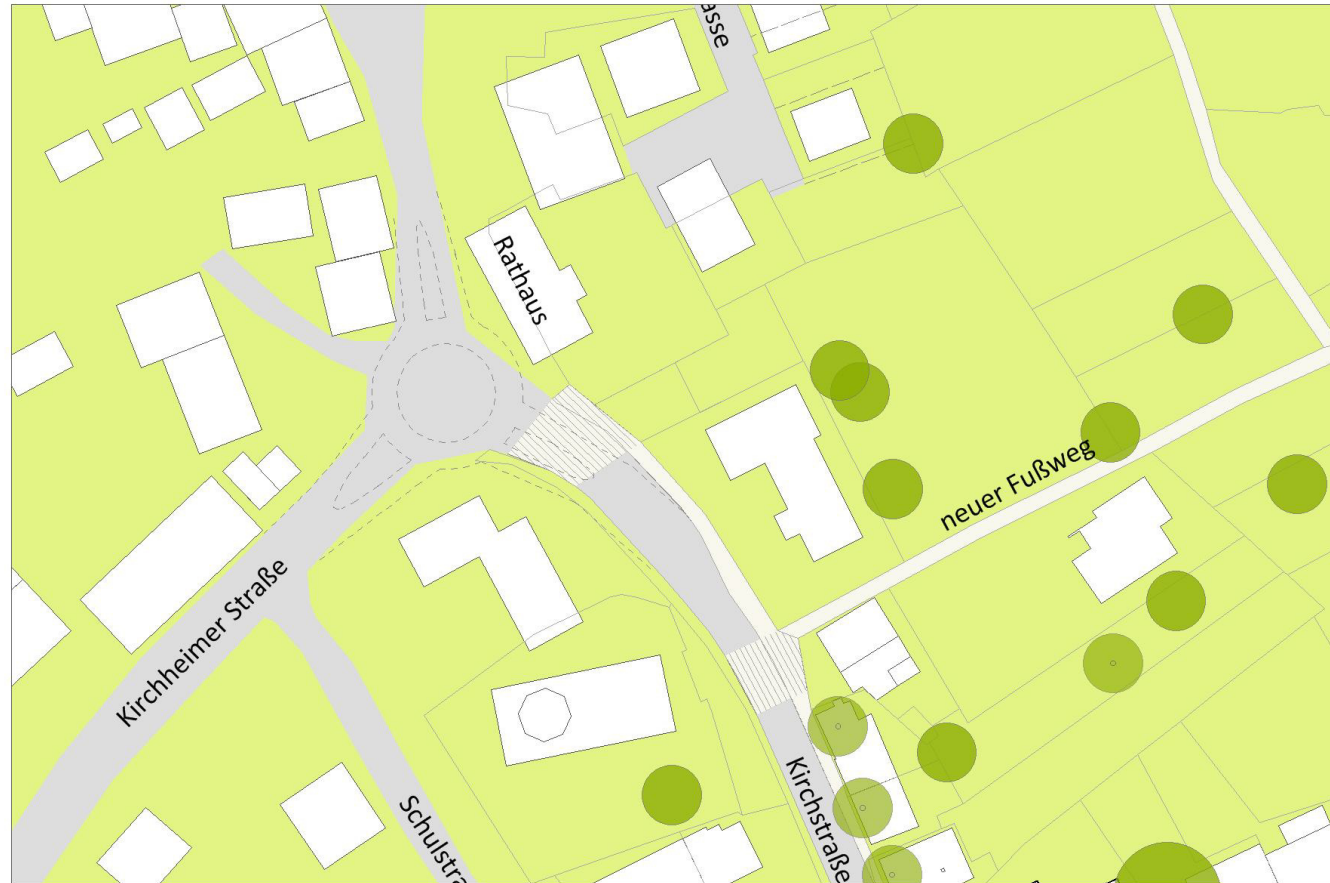 asse
Rathaus
neuer Fußweg
Kirchheimer Straße
Kirchstraße
Schulstra